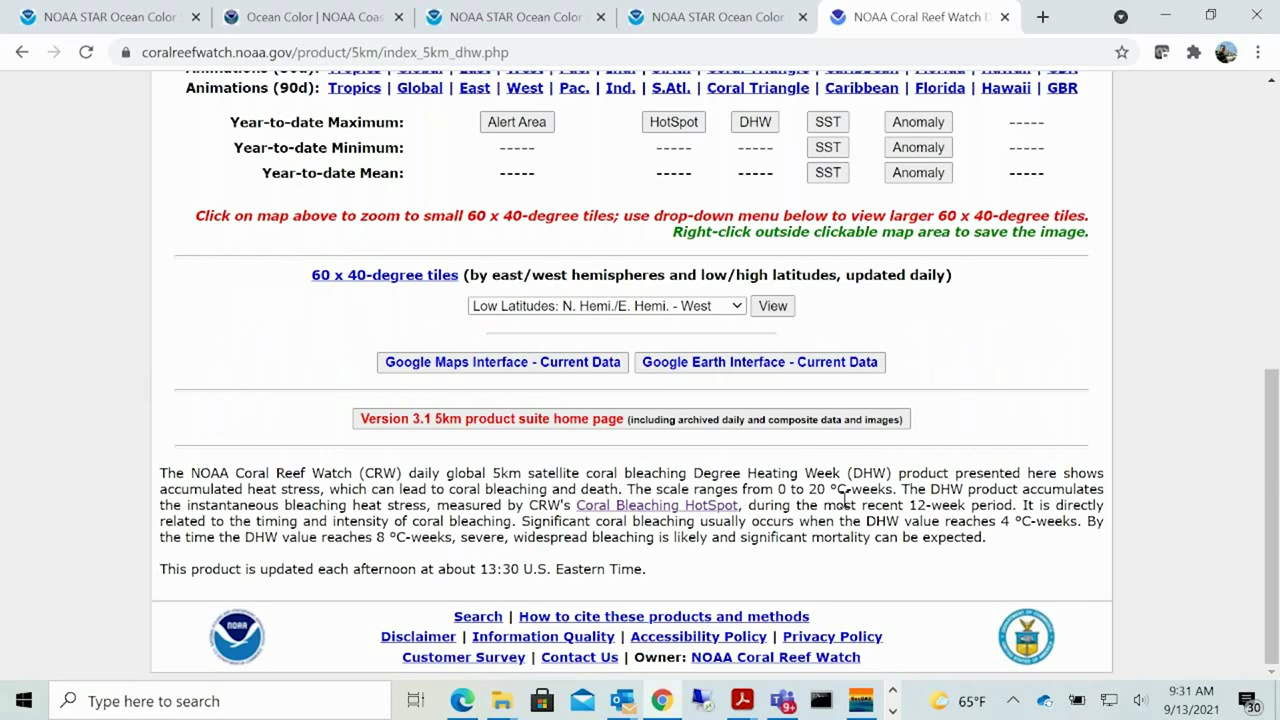 NOAA STAR Ocean Color
Ocean Color | NOAA Coas
NOAA STAR Ocean Color
NOAA STAR Ocean Color
NOAA Coral Reef Watch D
coralreefwatch.noaa.gov/product/5km/index_5km_dhw.php
Animations (90d): Tropics | Global | East | West | Pac. | Ind. | S.Atl. | Coral Triangle | Caribbean | Florida | Hawaii | GBR
Year-to-date Maximum: Alert Area HotSpot DHW SST Anomaly -----
Year-to-date Minimum: ----- ----- ----- SST Anomaly -----
Year-to-date Mean: ----- ----- ----- SST Anomaly -----
Click on map above to zoom to small 60 x 40-degree tiles; use drop-down menu below to view larger 60 x 40-degree tiles.
Right-click outside clickable map area to save the image.
60 x 40-degree tiles (by east/west hemispheres and low/high latitudes, updated daily)
Low Latitudes: N. Hemi./E. Hemi. - West View
Google Maps Interface - Current Data Google Earth Interface - Current Data
Version 3.1 5km product suite home page (including archived daily and composite data and images)
The NOAA Coral Reef Watch (CRW) daily global 5km satellite coral bleaching Degree Heating Week (DHW) product presented here shows
accumulated heat stress, which can lead to coral bleaching and death. The scale ranges from 0 to 20 °C-weeks. The DHW product accumulates
the instantaneous bleaching heat stress, measured by CRW's Coral Bleaching HotSpot, during the most recent 12-week period. It is directly
related to the timing and intensity of coral bleaching. Significant coral bleaching usually occurs when the DHW value reaches 4 °C-weeks. By
the time the DHW value reaches 8 °C-weeks, severe, widespread bleaching is likely and significant mortality can be expected.
This product is updated each afternoon at about 13:30 U.S. Eastern Time.
NOAA
Search | How to cite these products and methods
Disclaimer | Information Quality | Accessibility Policy | Privacy Policy
Customer Survey | Contact Us | Owner: NOAA Coral Reef Watch
Type here to search
9+
65°F
9:31 AM
9/13/2021
30